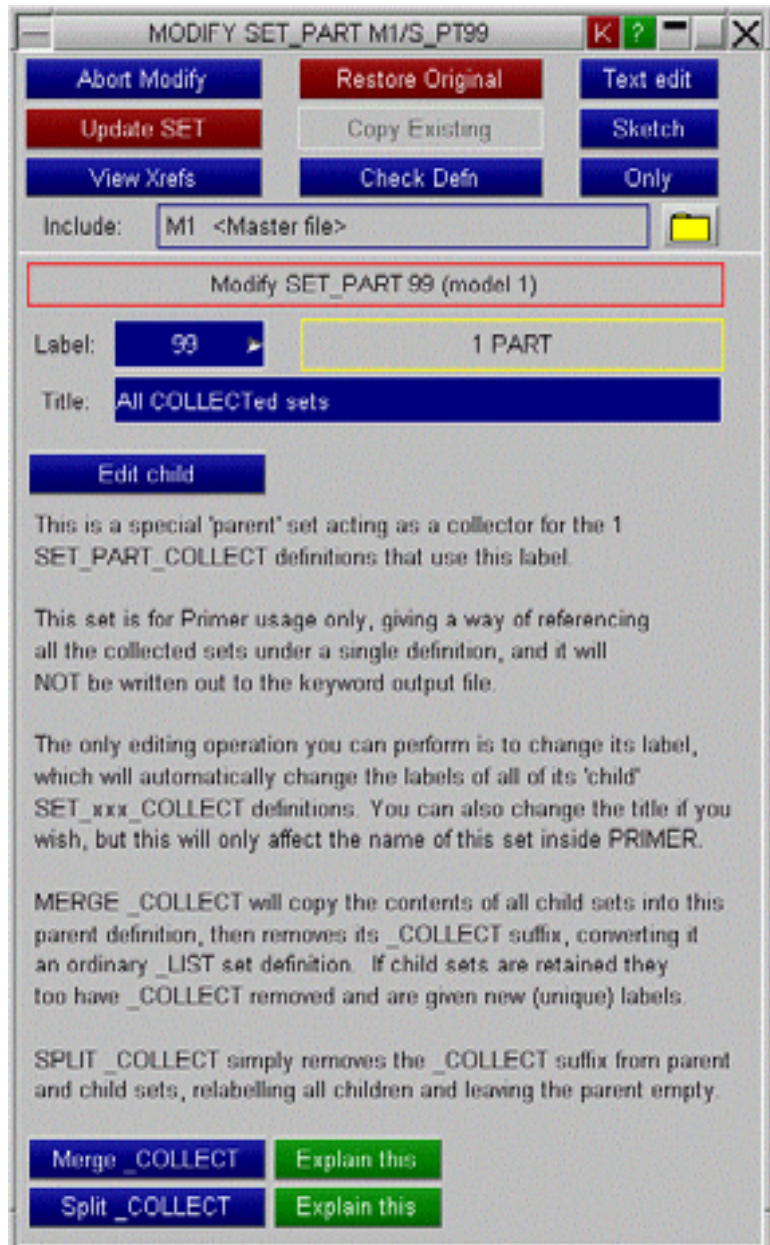 MODIFY SET_PART M1/S_PT99 K ?
Abort Modify Restore Original Text edit
Update SET Copy Existing Sketch
View Xrefs Check Defn Only
Include: M1 <Master file>
Modify SET_PART 99 (model 1)
Label: 99 1 PART
Title: All COLLECTed sets
Edit child
This is a special 'parent' set acting as a collector for the 1
SET_PART_COLLECT definitions that use this label.
This set is for Primer usage only, giving a way of referencing
all the collected sets under a single definition, and it will
NOT be written out to the keyword output file.
The only editing operation you can perform is to change its label,
which will automatically change the labels of all of its 'child'
SET_xxx_COLLECT definitions. You can also change the title if you
wish, but this will only affect the name of this set inside PRIMER.
MERGE _COLLECT will copy the contents of all child sets into this
parent definition, then removes its _COLLECT suffix, converting it
an ordinary _LIST set definition. If child sets are retained they
too have _COLLECT removed and are given new (unique) labels.
SPLIT _COLLECT simply removes the _COLLECT suffix from parent
and child sets, relabelling all children and leaving the parent empty.
Merge _COLLECT Explain this
Split _COLLECT Explain this